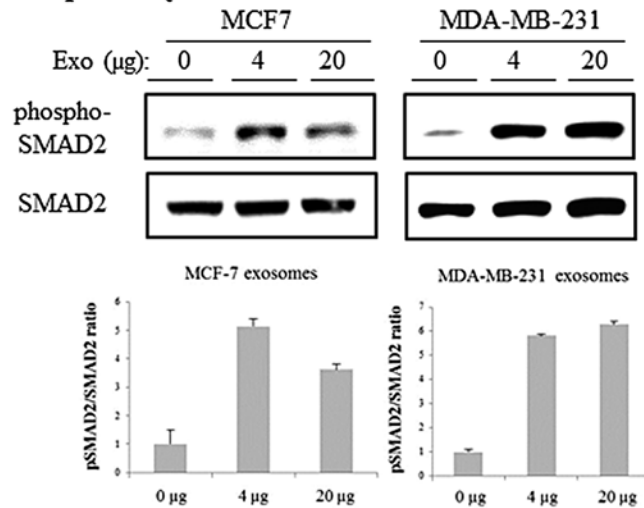 MCF7 MDA-MB-231
Exo (µg): 0 4 20 0 4 20
phospho-
SMAD2
SMAD2
MCF-7 exosomes
pSMAD2/SMAD2 ratio
6
5
4
3
2
1
0
0 µg 4 µg 20 µg
MDA-MB-231 exosomes
pSMAD2/SMAD2 ratio
7
6
5
4
3
2
1
0
0 µg 4 µg 20 µg